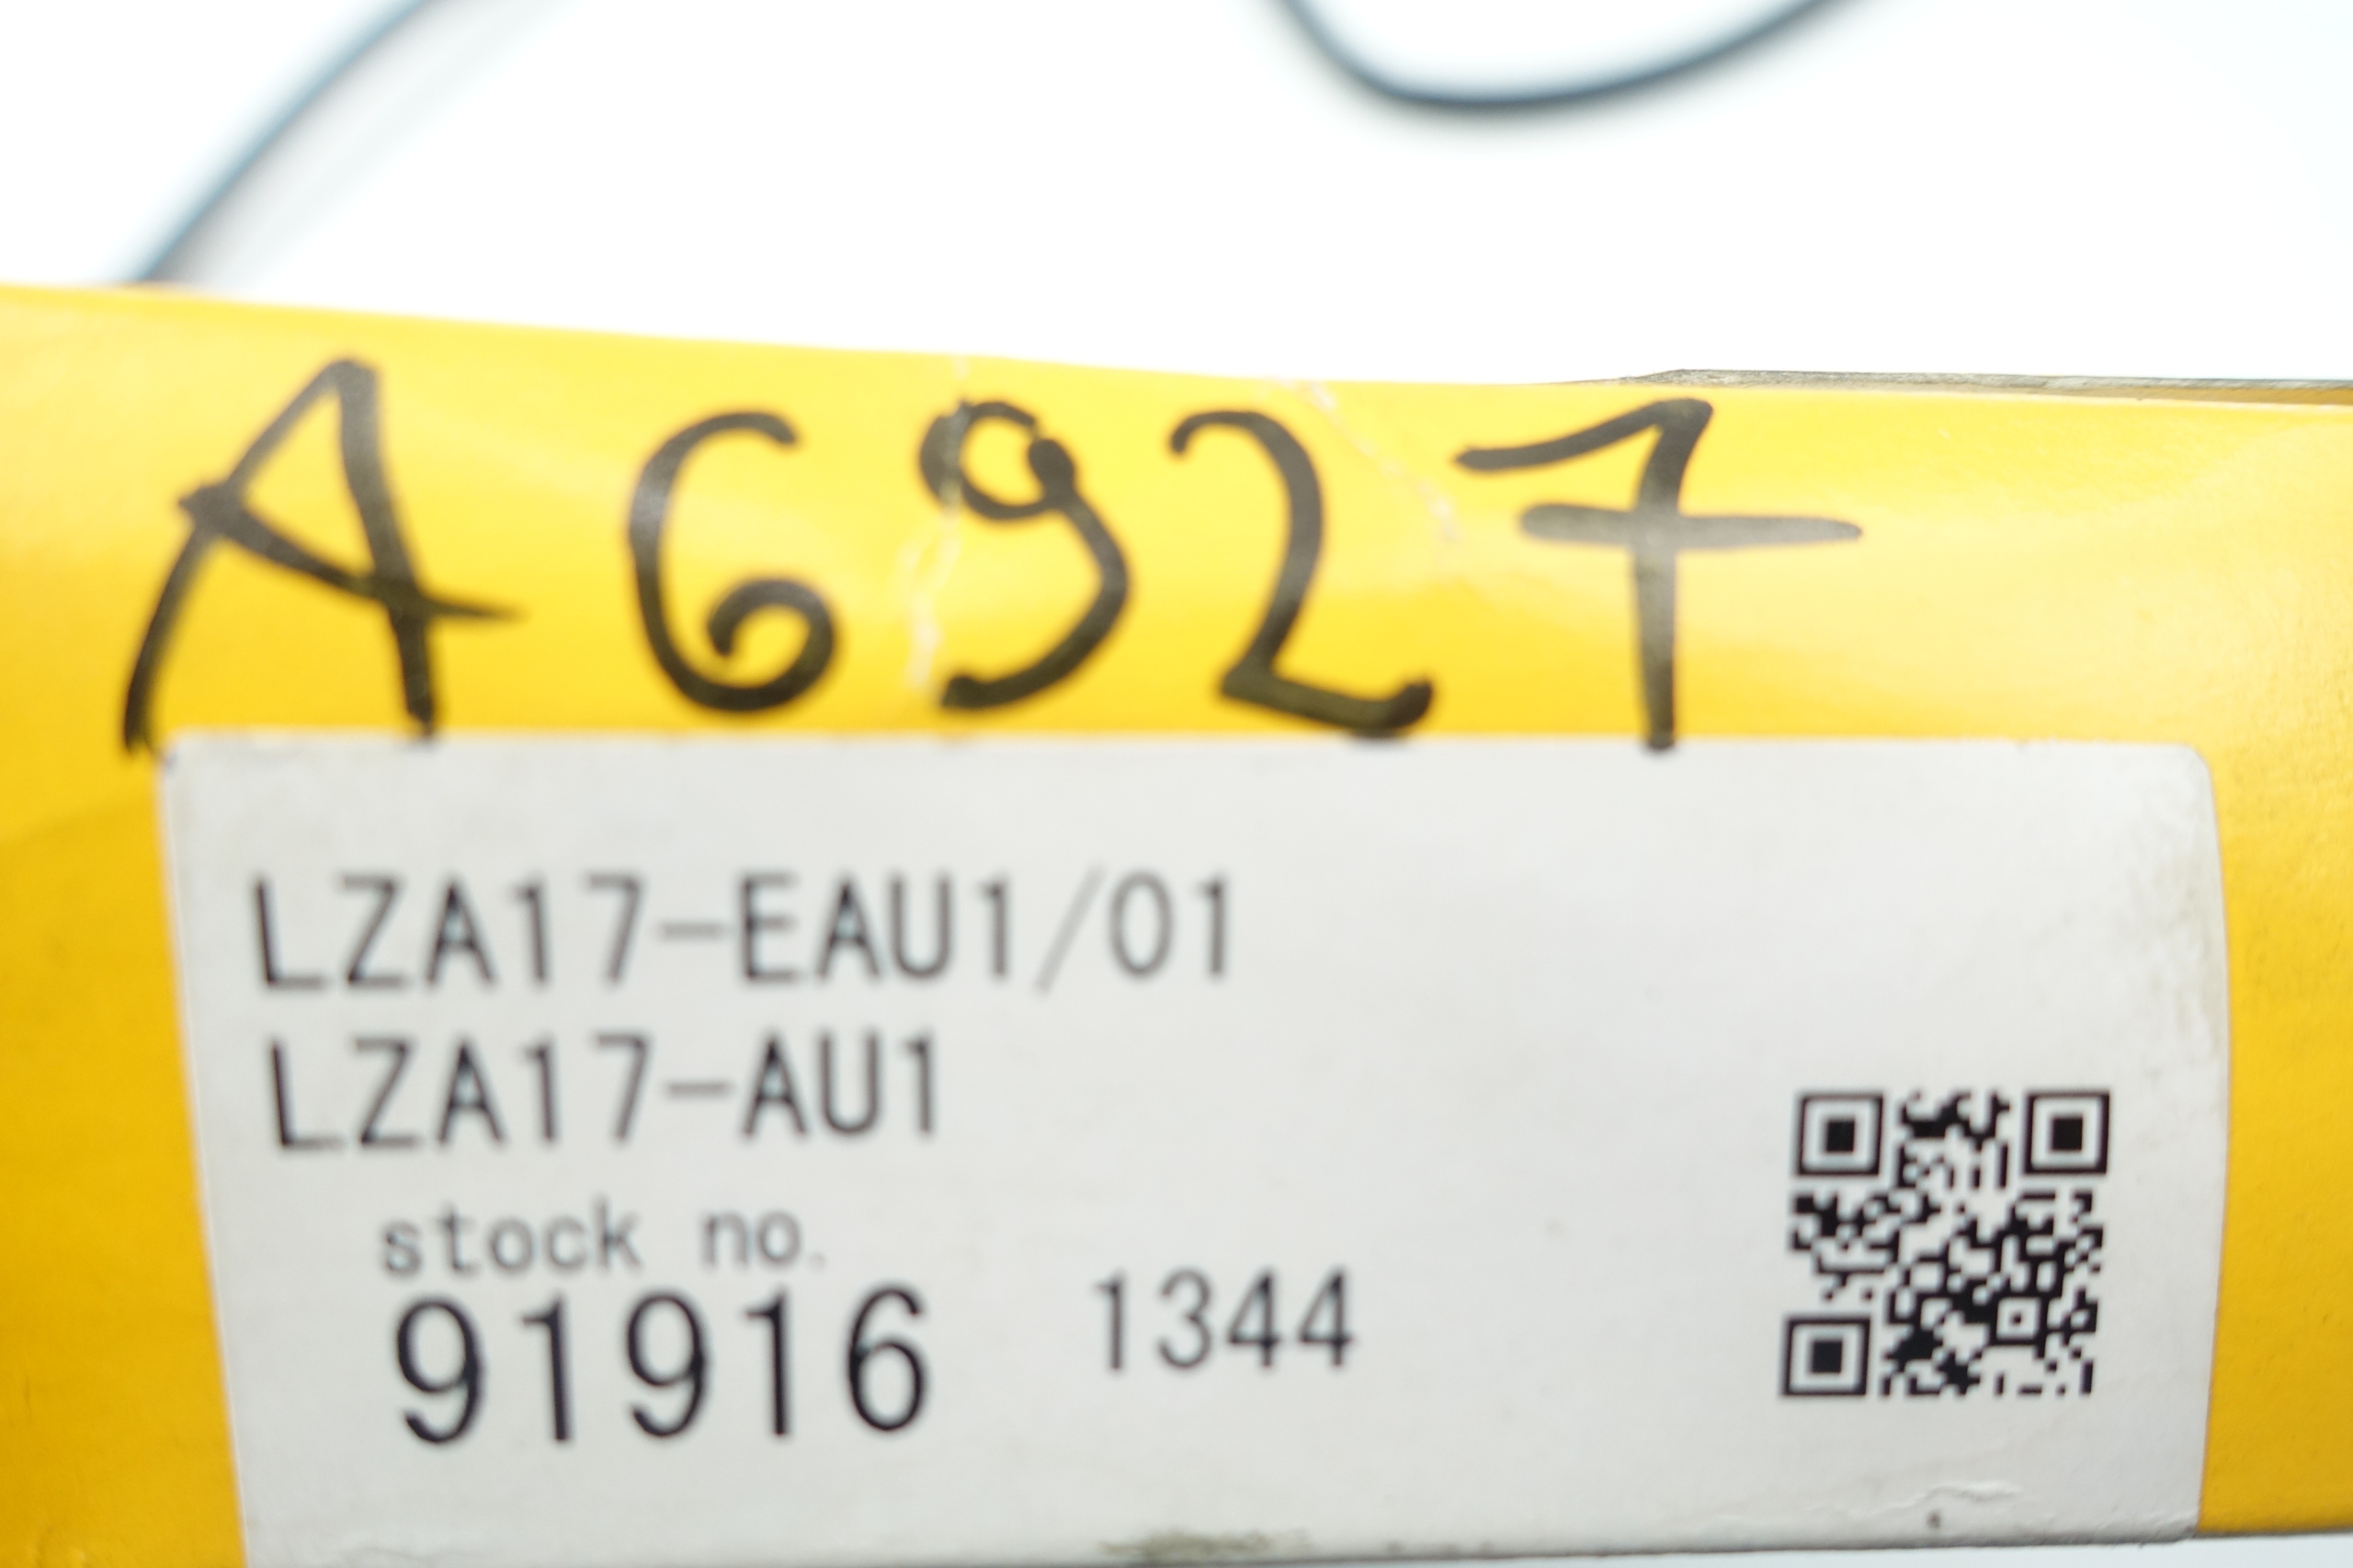 A6927
LZA17-EAU1/01
LZA17-AU1
stock no.
91916 1344